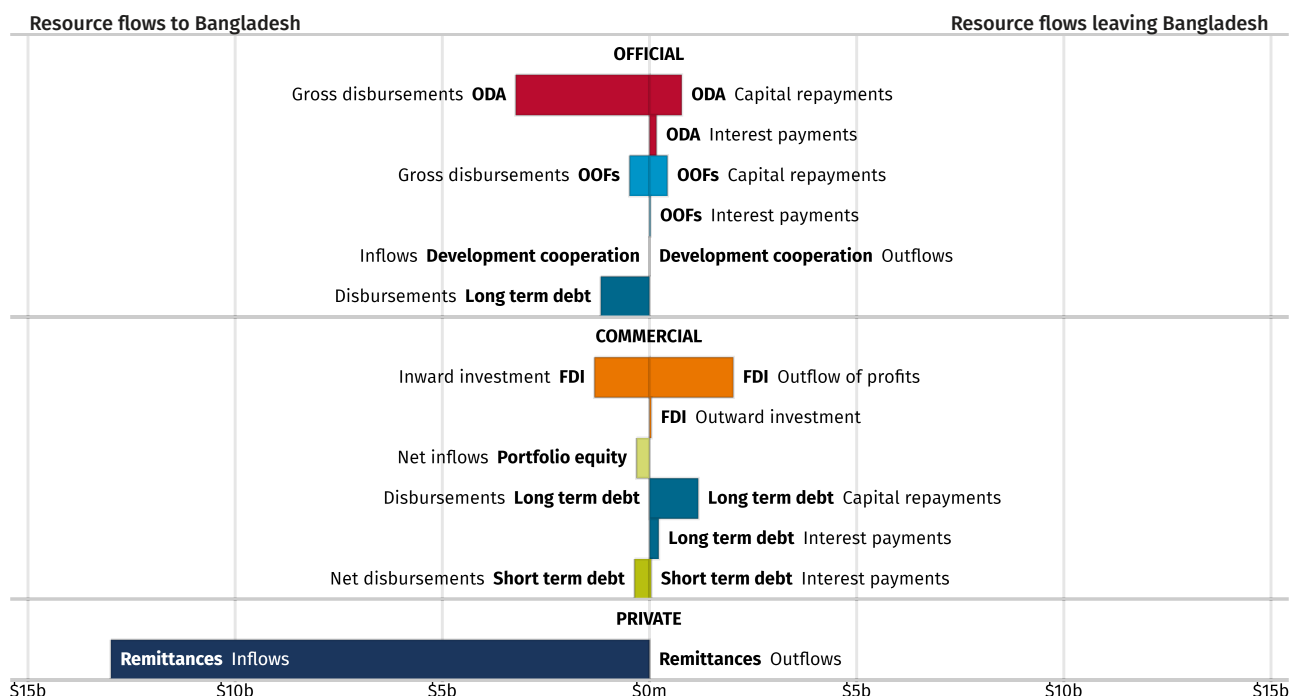 Resource flows to Bangladesh Resource flows leaving Bangladesh
OFFICIAL
Gross disbursements ODA ODA Capital repayments
ODA Interest payments
Gross disbursements OOFs OOFs Capital repayments
OOFs Interest payments
Inflows Development cooperation Development cooperation Outflows
Disbursements Long term debt
COMMERCIAL
Inward investment FDI FDI Outflow of profits
FDI Outward investment
Net inflows Portfolio equity
Disbursements Long term debt Long term debt Capital repayments
Long term debt Interest payments
Net disbursements Short term debt Short term debt Interest payments
PRIVATE
Remittances Inflows Remittances Outflows
$15b $10b $5b $0m $5b $10b $15b